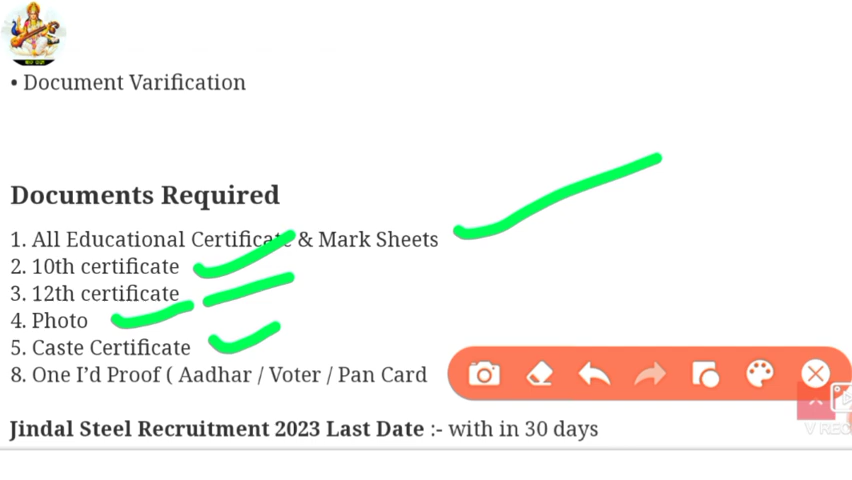 • Document Varification
Documents Required
1. All Educational Certificate & Mark Sheets
2. 10th certificate
3. 12th certificate
4. Photo
5. Caste Certificate
8. One I’d Proof ( Aadhar / Voter / Pan Card
Jindal Steel Recruitment 2023 Last Date :- with in 30 days
V REC